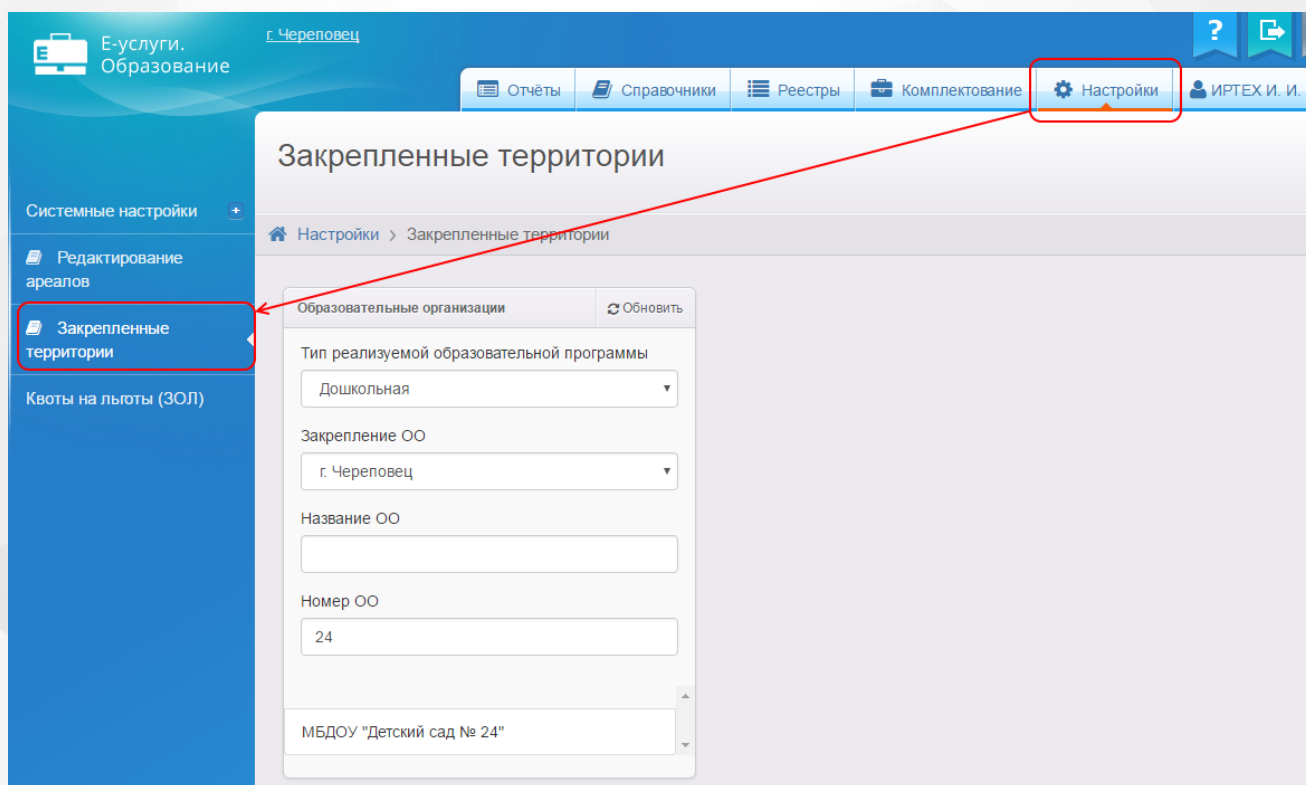 Е-услуги.
Образование
г. Череповец
?
Отчёты
Справочники
Реестры
Комплектование
Настройки
ИРТЕХ И. И.
Закрепленные территории
Системные настройки
Редактирование
ареалов
Закрепленные
территории
Квоты на льготы (ЗОЛ)
Настройки > Закрепленные территории
Образовательные организации
Обновить
Тип реализуемой образовательной программы
Дошкольная
Закрепление ОО
г. Череповец
Название ОО
Номер ОО
24
МБДОУ "Детский сад № 24"